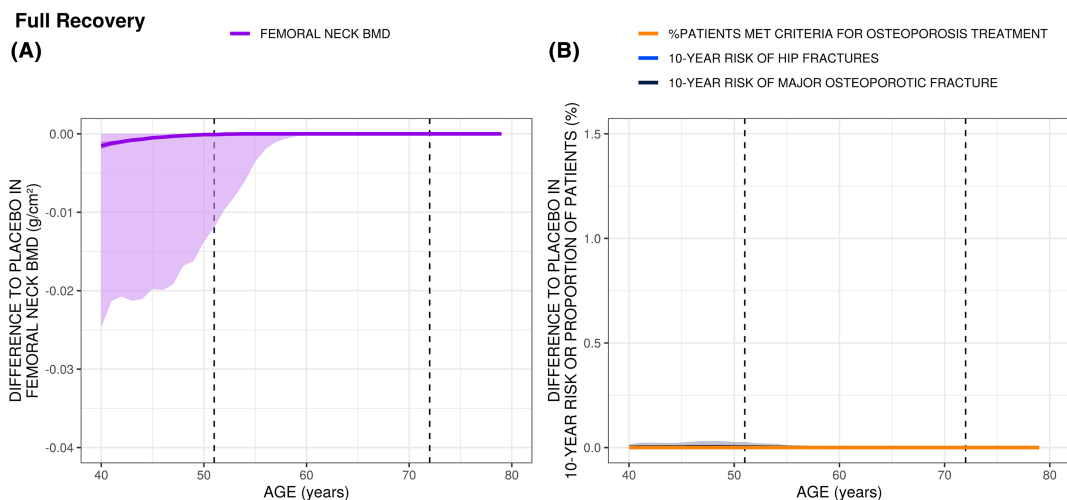 Full Recovery
(A)
FEMORAL NECK BMD
DIFFERENCE TO PLACEBO IN
FEMORAL NECK BMD (g/cm²)
0.00
-0.01
-0.02
-0.03
-0.04
40
50
60
70
80
AGE (years)
(B)
%PATIENTS MET CRITERIA FOR OSTEOPOROSIS TREATMENT
10-YEAR RISK OF HIP FRACTURES
10-YEAR RISK OF MAJOR OSTEOPOROTIC FRACTURE
DIFFERENCE TO PLACEBO IN
10-YEAR RISK OR PROPORTION OF PATIENTS (%)
1.5
1.0
0.5
0.0
40
50
60
70
80
AGE (years)